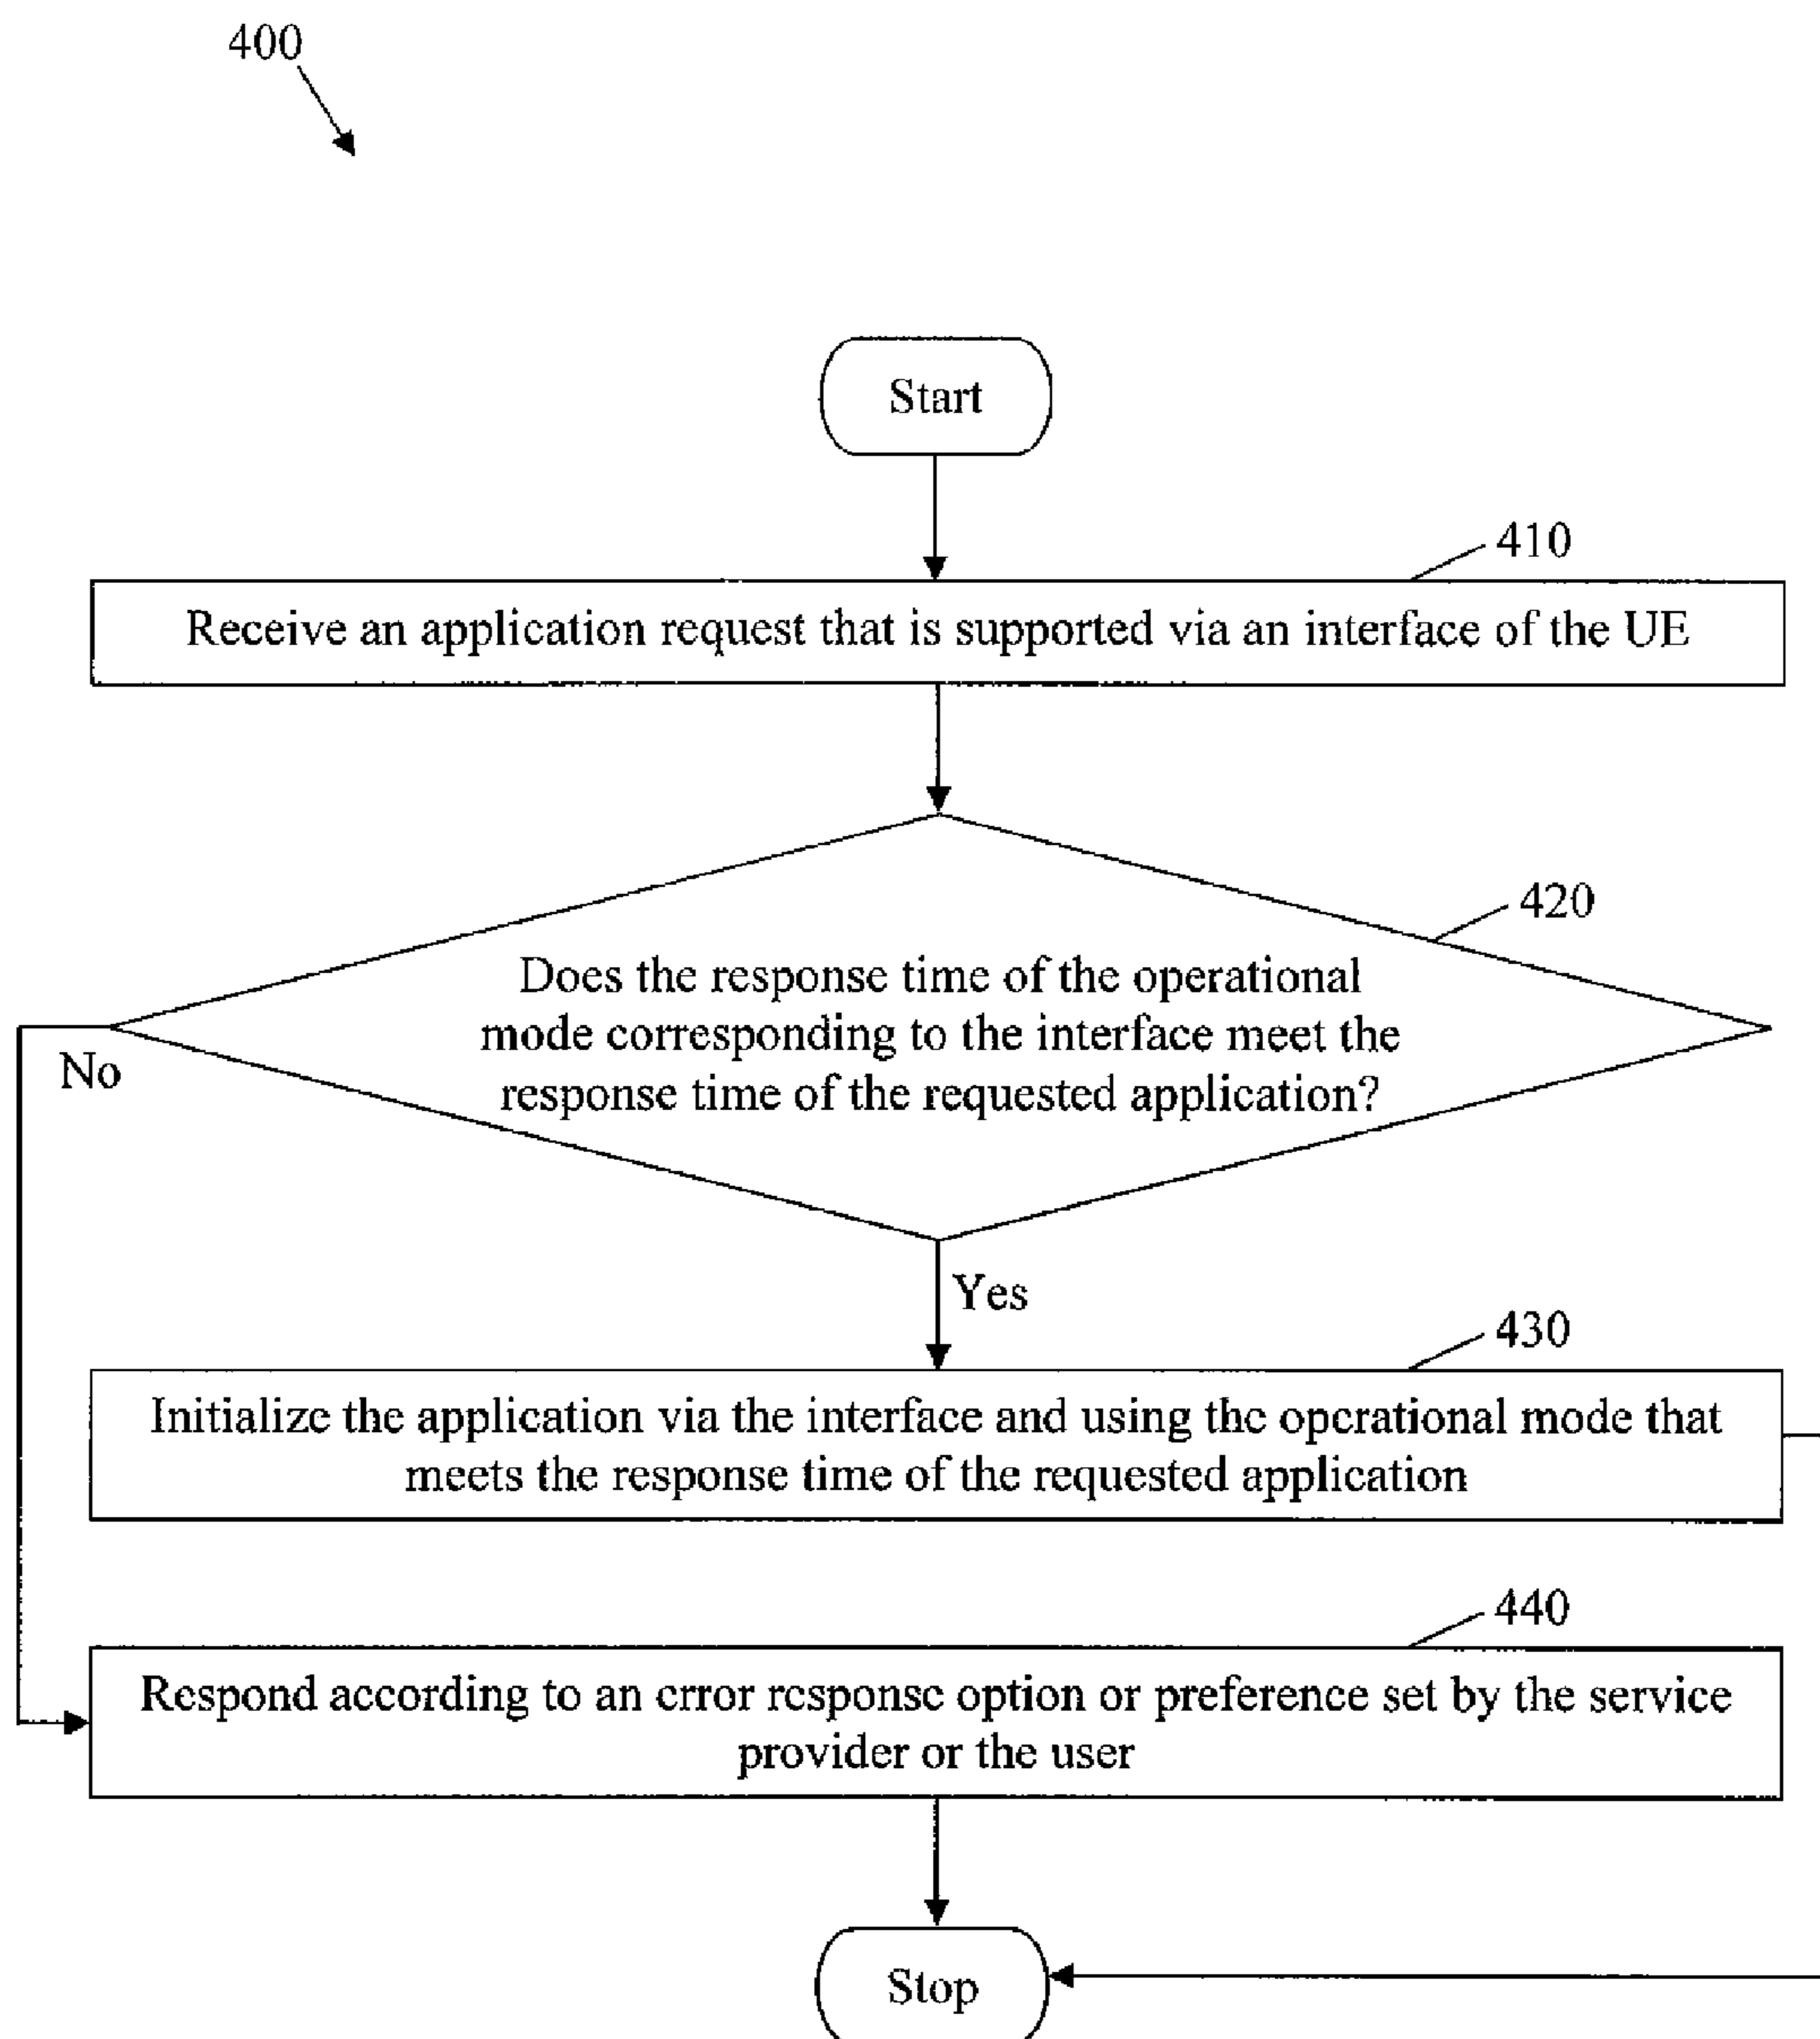 400
Start
410
Receive an application request that is supported via an interface of the UE
420
Does the response time of the operational
mode corresponding to the interface meet the
response time of the requested application?
No
Yes
430
Initialize the application via the interface and using the operational mode that
meets the response time of the requested application
440
Respond according to an error response option or preference set by the service
provider or the user
Stop